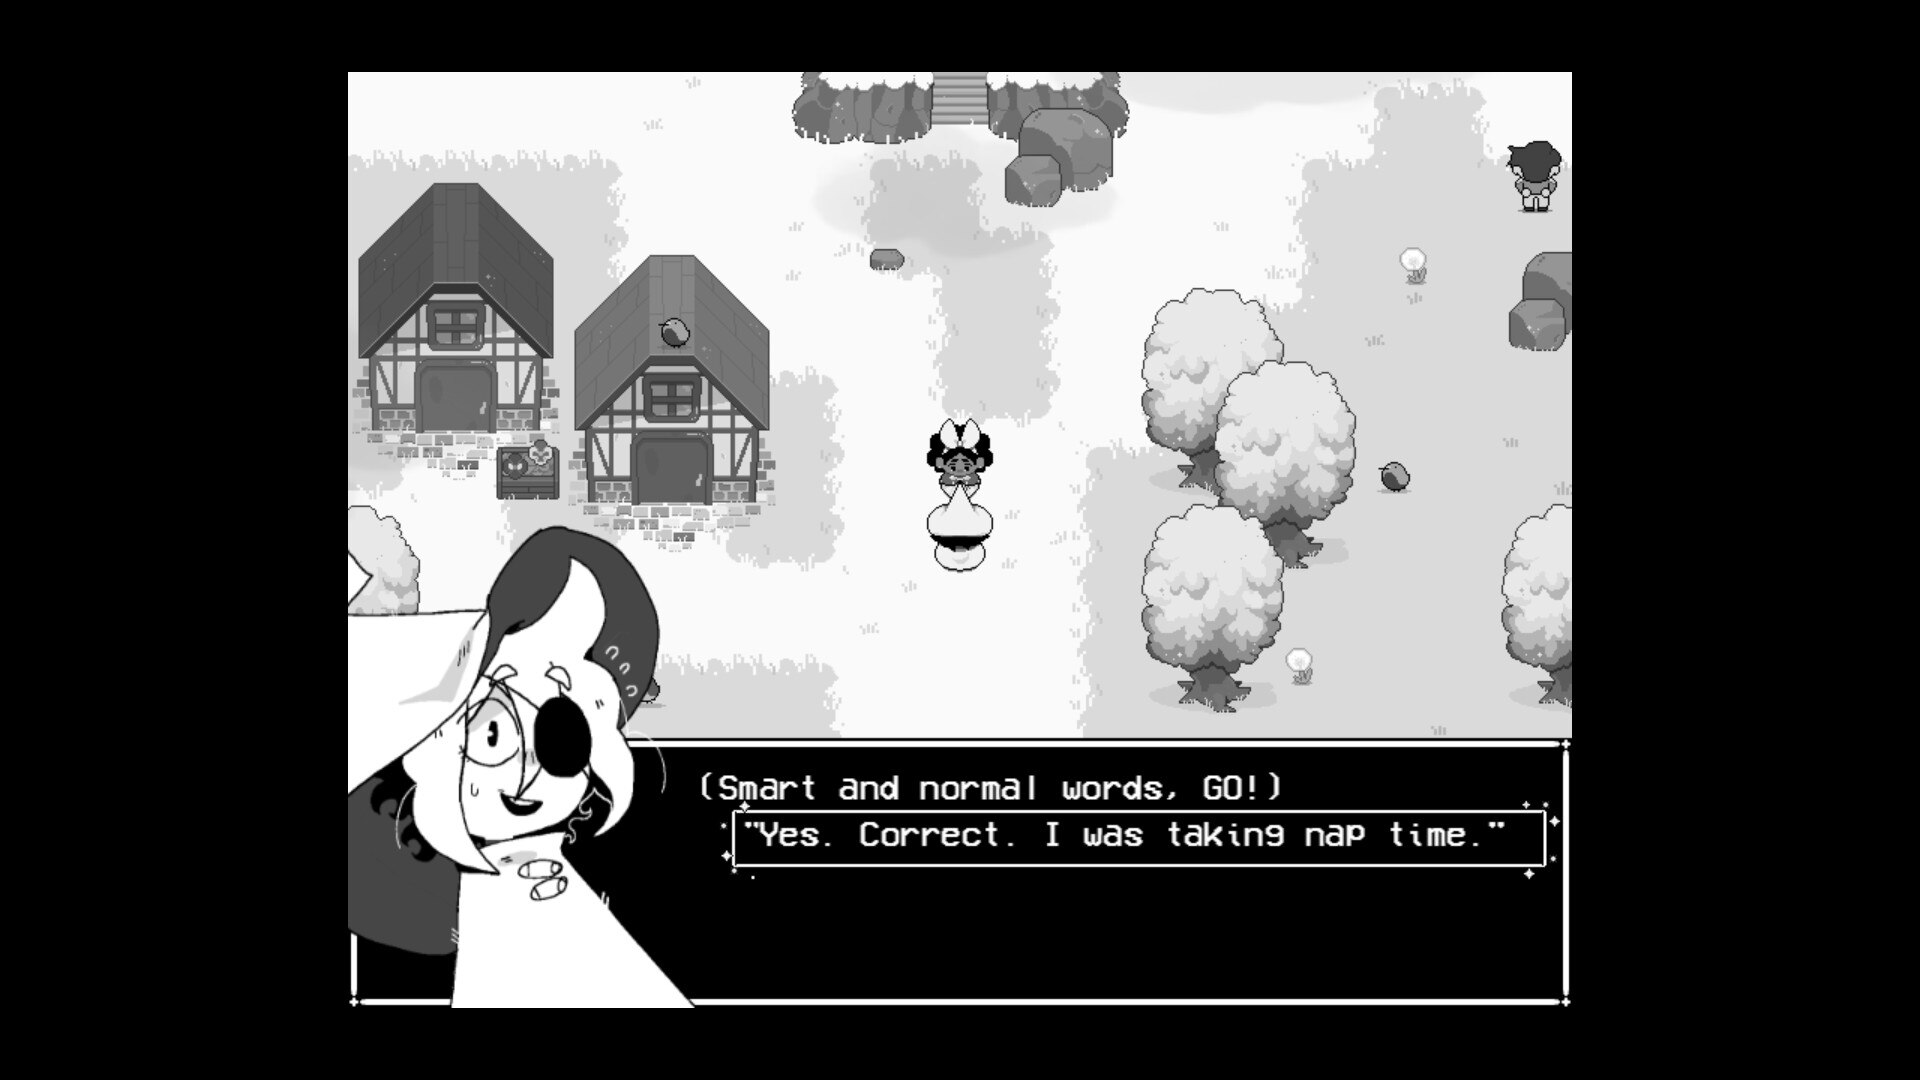 (Smart and normal words, GO!)
"Yes. Correct. I was taking nap time."